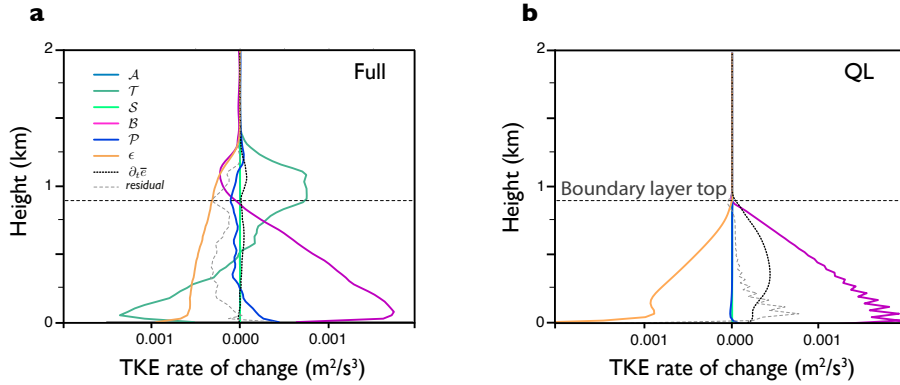 a
b
2
1
0
Height (km)
𝒜
𝒯
𝒮
ℬ
𝒫
ϵ
∂ₜe̅
residual
Full
0.001
0.000
0.001
TKE rate of change (m²/s³)
2
1
0
Height (km)
QL
Boundary layer top
0.001
0.000
0.001
TKE rate of change (m²/s³)